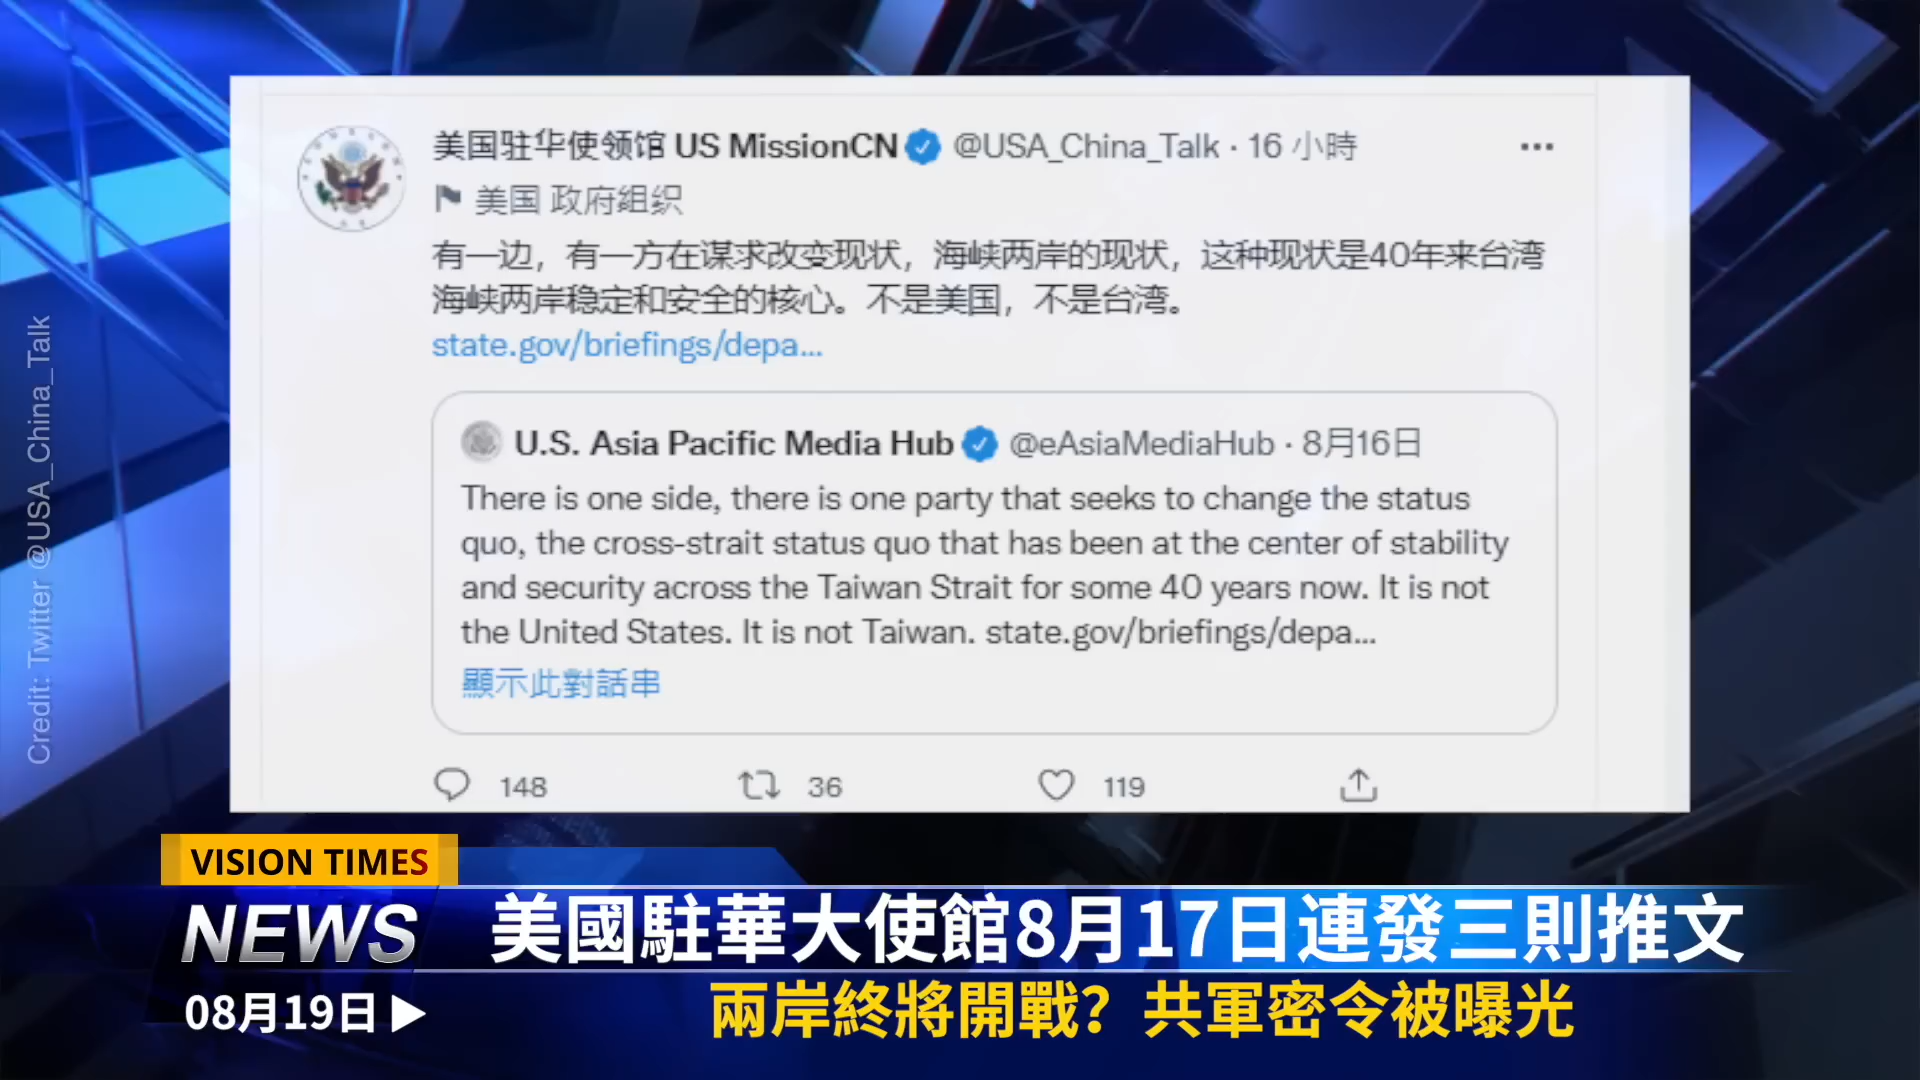 美国驻华使领馆 US MissionCN @USA_China_Talk · 16 小時
美国 政府組织
有一边，有一方在谋求改变现状，海峡两岸的现状，这种现状是40年来台湾
海峡两岸稳定和安全的核心。不是美国，不是台湾。
state.gov/briefings/depa...
U.S. Asia Pacific Media Hub @eAsiaMediaHub · 8月16日
There is one side, there is one party that seeks to change the status
quo, the cross-strait status quo that has been at the center of stability
and security across the Taiwan Strait for some 40 years now. It is not
the United States. It is not Taiwan. state.gov/briefings/depa...
顯示此對話串
148 36 119
Credit: Twitter @USA_China_Talk
VISION TIMES
NEWS
美國駐華大使館8月17日連發三則推文
08月19日
兩岸終將開戰？共軍密令被曝光